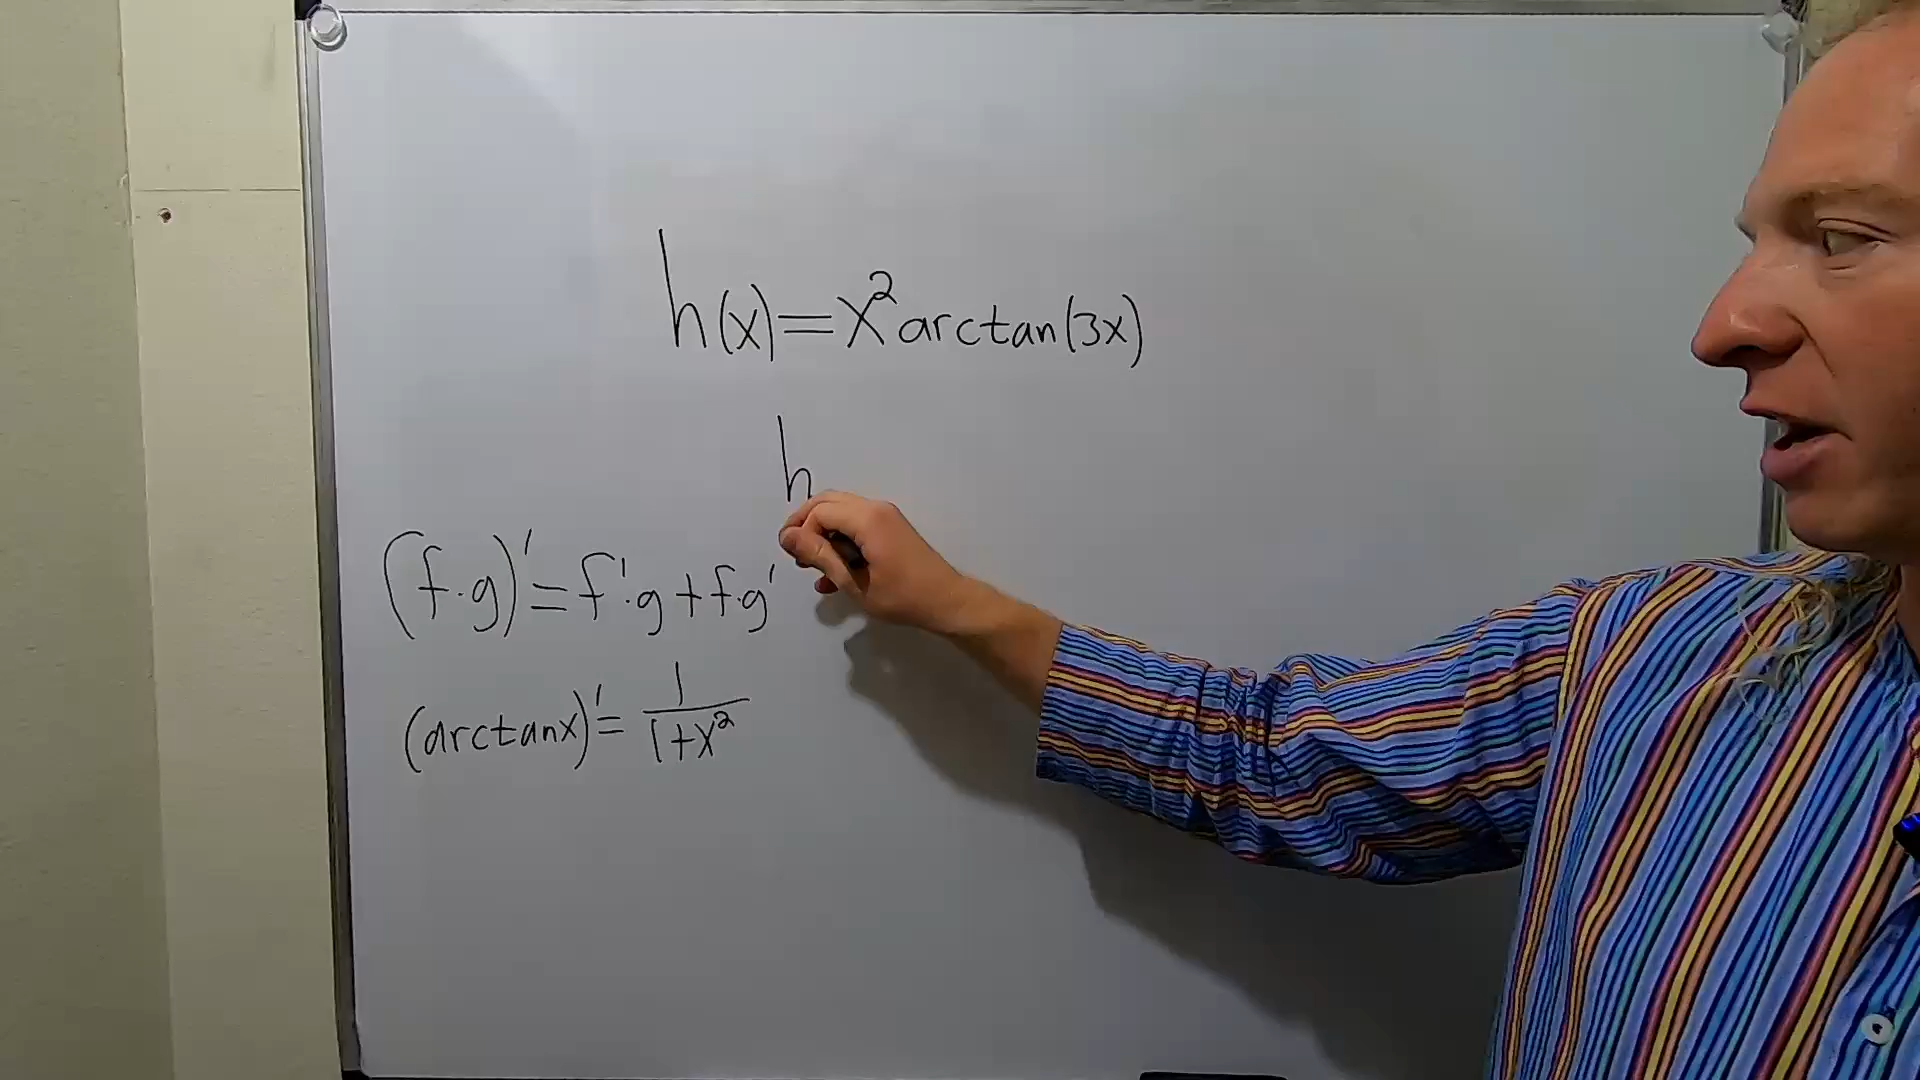 h(x)=x²arctan(3x)
h
(f·g)'=f'·g+f·g'
(arctanx)'=1/1+x²